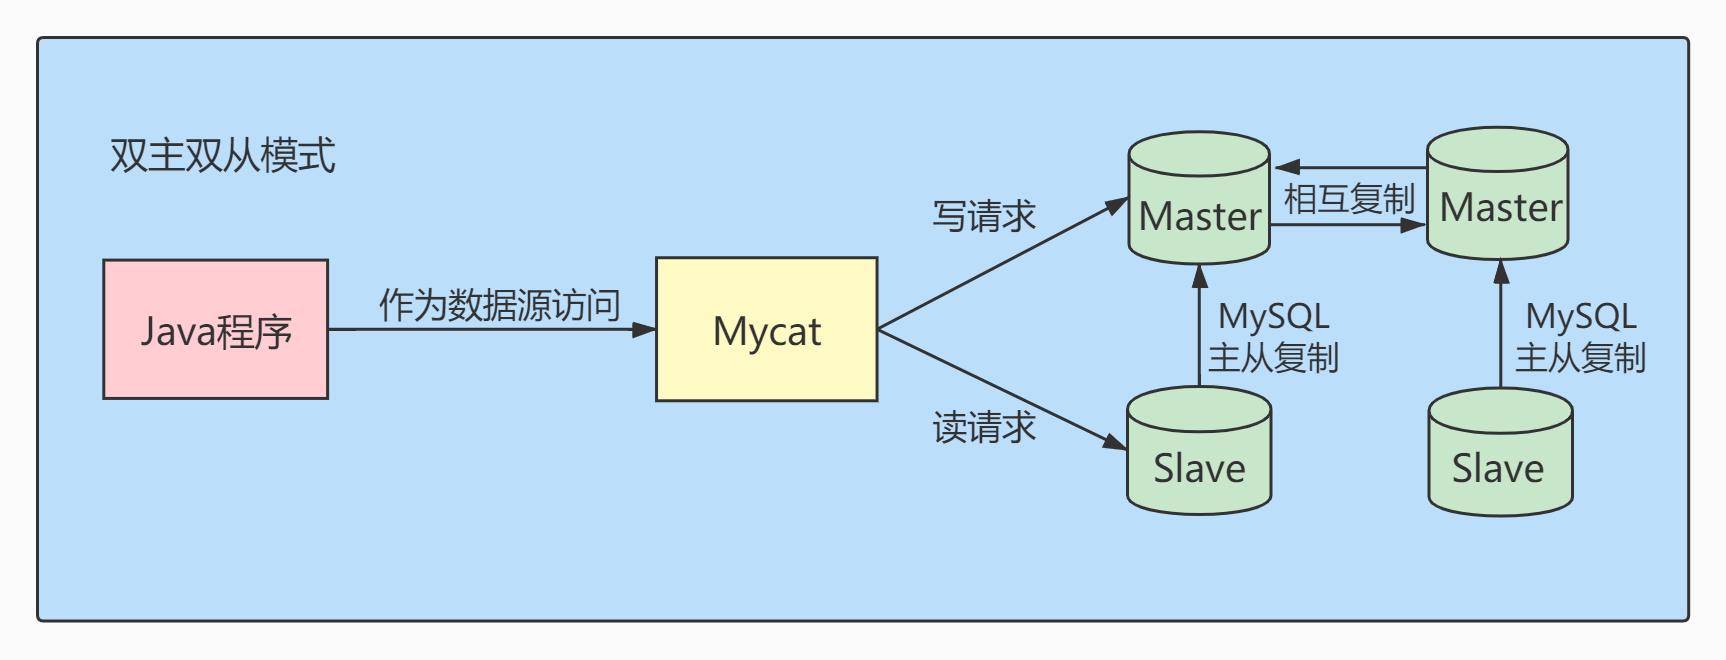 双主双从模式
Java程序
作为数据源访问
Mycat
写请求
读请求
Master
相互复制
Master
MySQL
主从复制
MySQL
主从复制
Slave
Slave